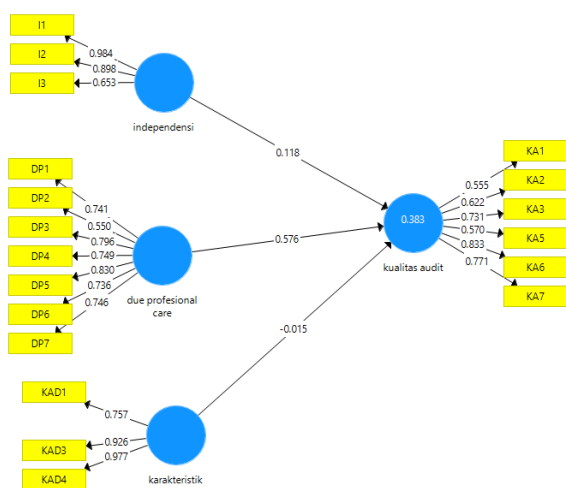 I1
I2
I3
0.984
0.898
0.653
independensi
0.118
DP1
DP2
DP3
DP4
DP5
DP6
DP7
0.741
0.550
0.796
0.749
0.830
0.736
0.746
due profesional
care
0.576
KAD1
KAD3
KAD4
0.757
0.926
0.977
karakteristik
-0.015
0.383
kualitas audit
0.555
0.622
0.731
0.570
0.833
0.771
KA1
KA2
KA3
KA5
KA6
KA7